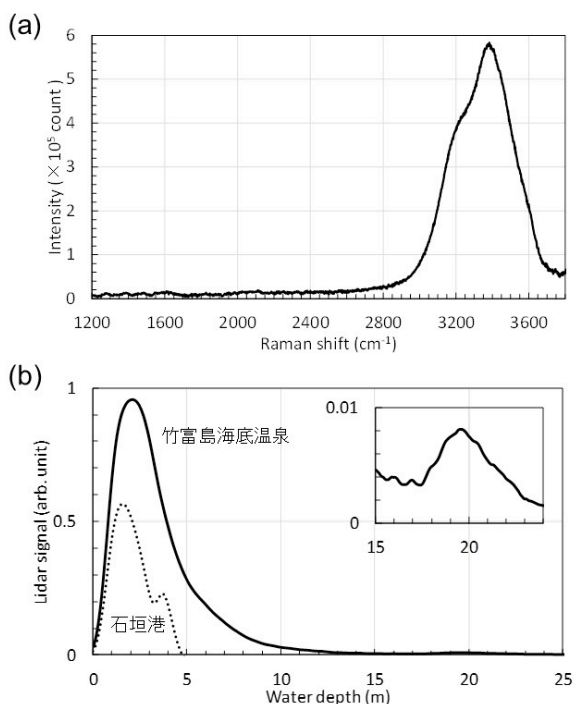 (a)
6
5
4
3
2
1
0
Intensity (×10⁵ count)
1200 1600 2000 2400 2800 3200 3600
Raman shift (cm⁻¹)
(b)
1
0.5
0
Lidar signal (arb. unit)
竹富島海底温泉
石垣港
0.01
0
15 20
0 5 10 15 20 25
Water depth (m)